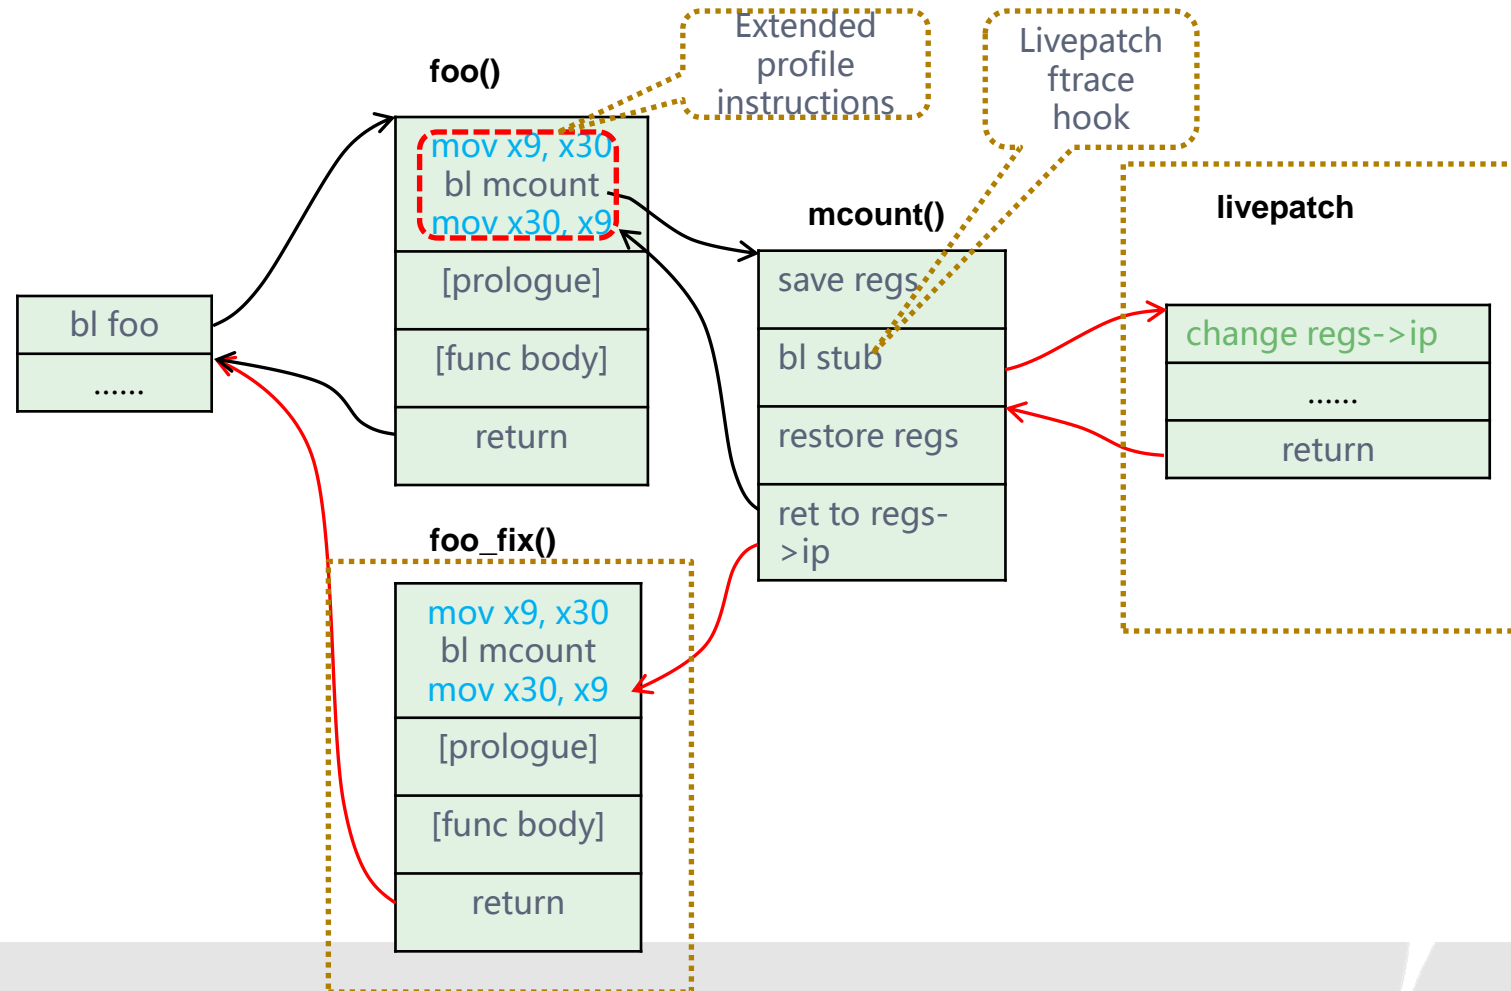 Extended
profile
instructions
Livepatch
ftrace
hook
foo()
mov x9, x30
bl mcount
mov x30, x9
[prologue]
[func body]
return
bl foo
......
mcount()
save regs
bl stub
restore regs
ret to regs-
>ip
livepatch
change regs->ip
......
return
foo_fix()
mov x9, x30
bl mcount
mov x30, x9
[prologue]
[func body]
return